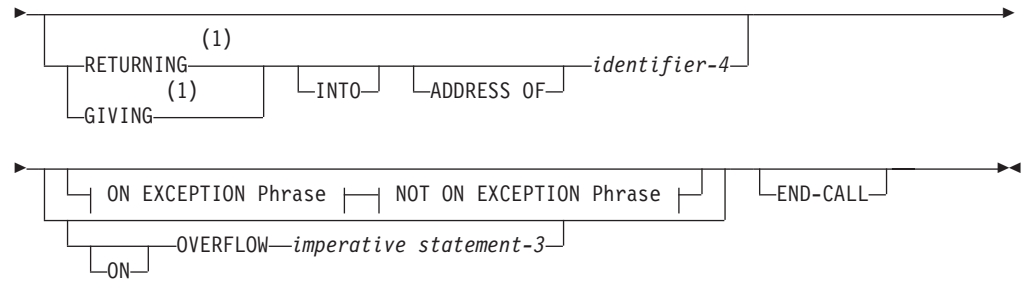 (1)
RETURNING INTO ADDRESS OF identifier-4
(1)
GIVING
ON EXCEPTION Phrase NOT ON EXCEPTION Phrase END-CALL
OVERFLOW imperative statement-3
ON